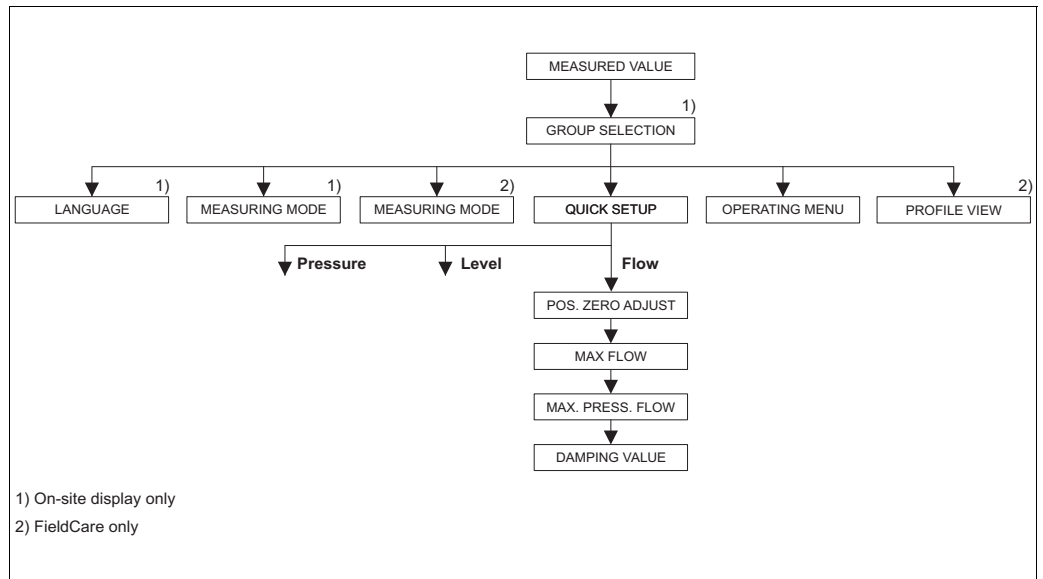 MEASURED VALUE
1)
GROUP SELECTION
1) 1) 2) 2)
LANGUAGE MEASURING MODE MEASURING MODE QUICK SETUP OPERATING MENU PROFILE VIEW
Pressure Level Flow
POS. ZERO ADJUST
MAX FLOW
MAX. PRESS. FLOW
DAMPING VALUE
1) On-site display only
2) FieldCare only